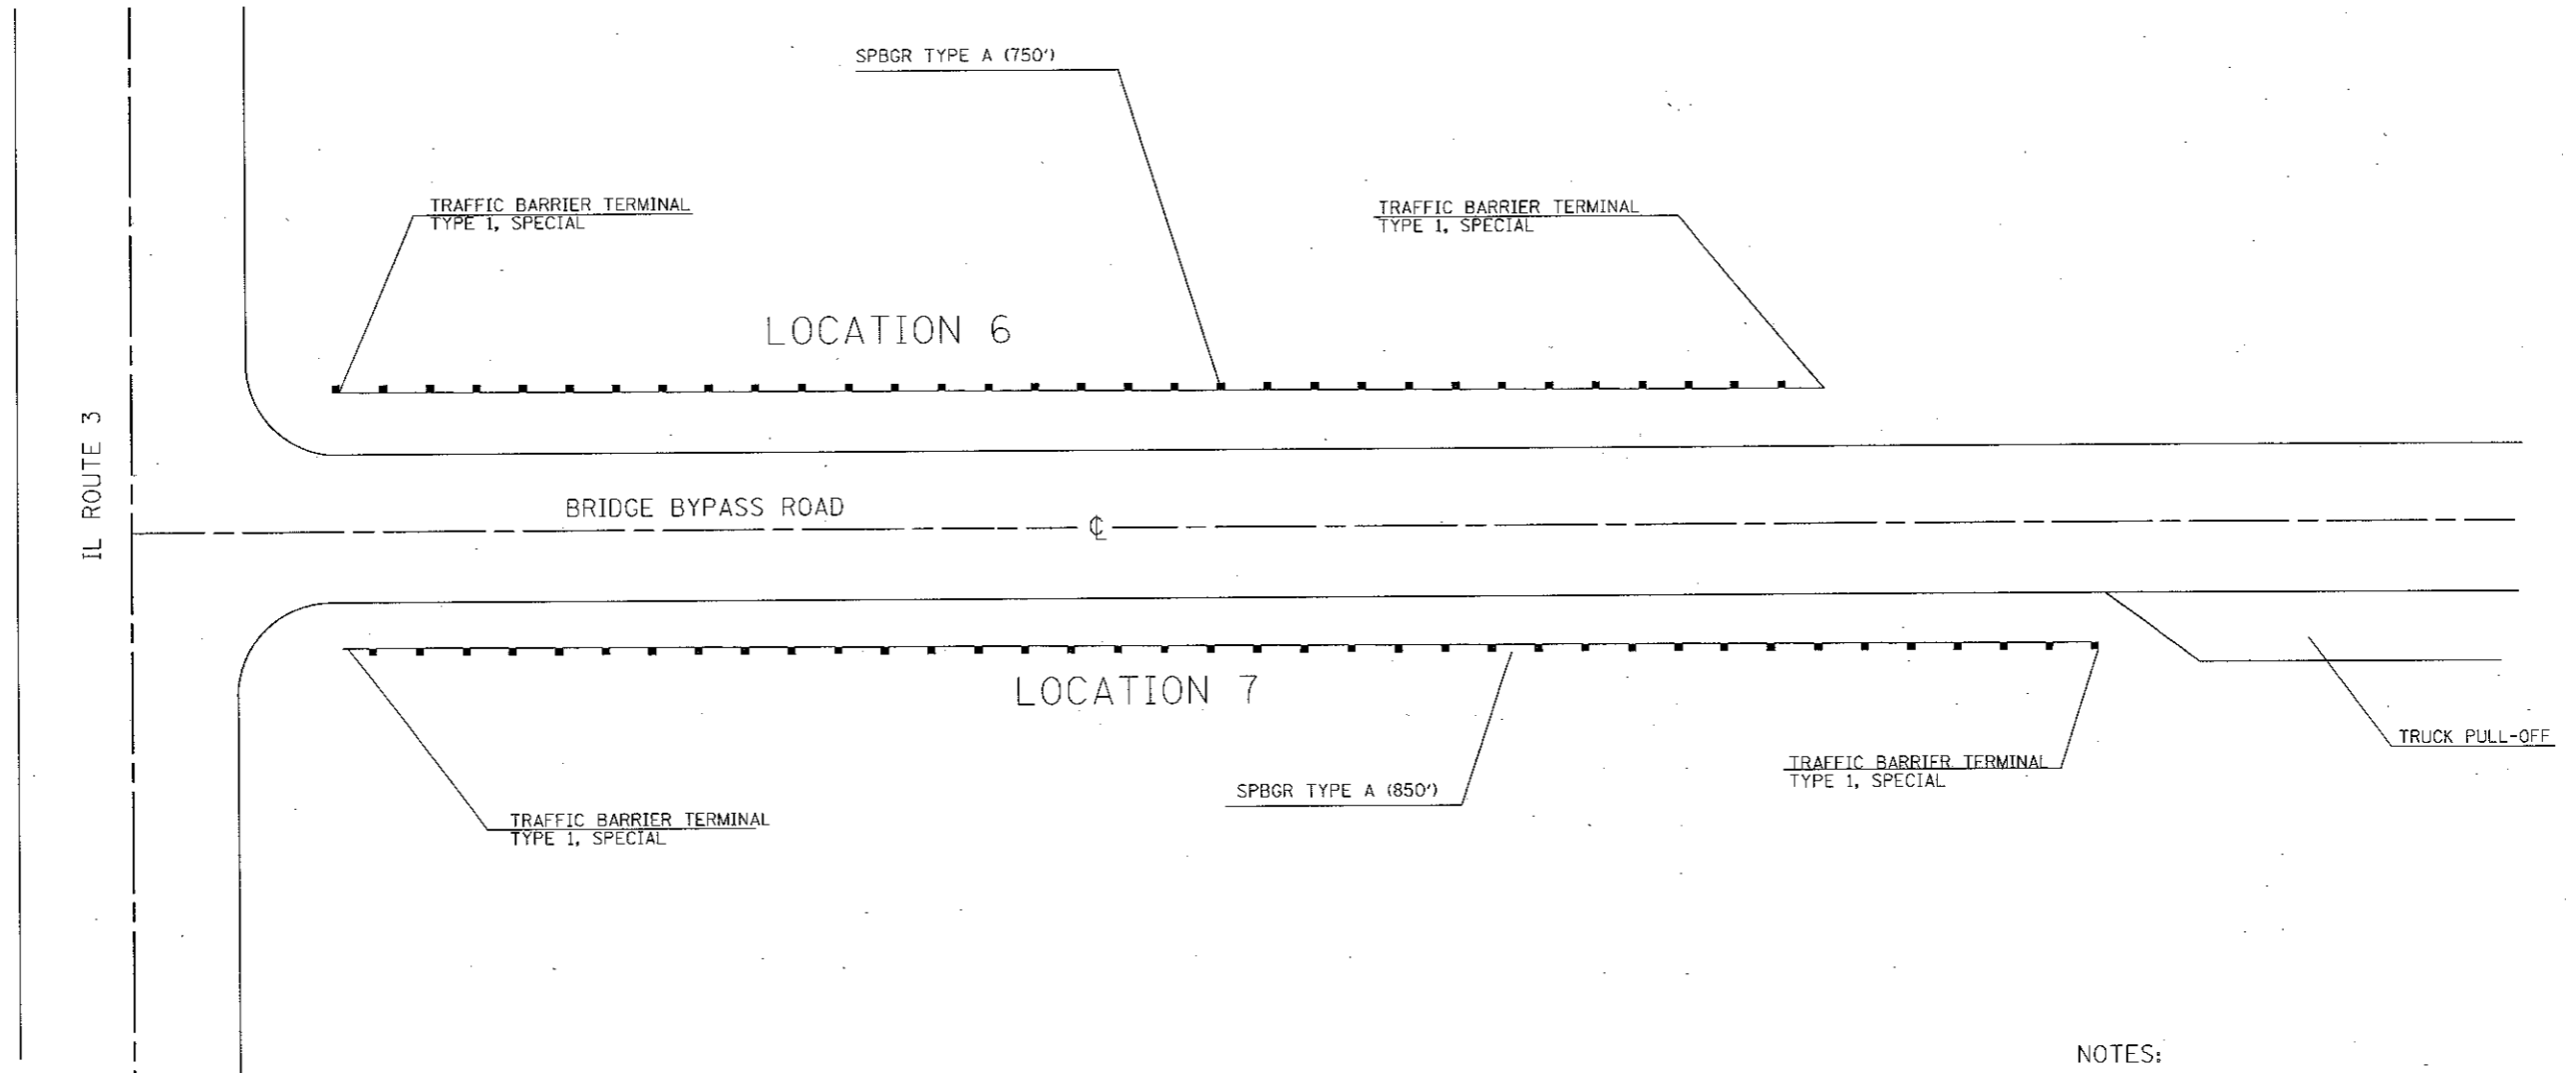 SPBGR TYPE A (750')
TRAFFIC BARRIER TERMINAL
TYPE 1, SPECIAL
TRAFFIC BARRIER TERMINAL
TYPE 1, SPECIAL
LOCATION 6
IL ROUTE 3
BRIDGE BYPASS ROAD
℄
LOCATION 7
TRUCK PULL-OFF
TRAFFIC BARRIER TERMINAL
TYPE 1, SPECIAL
SPBGR TYPE A (850')
TRAFFIC BARRIER TERMINAL
TYPE 1, SPECIAL
NOTES: